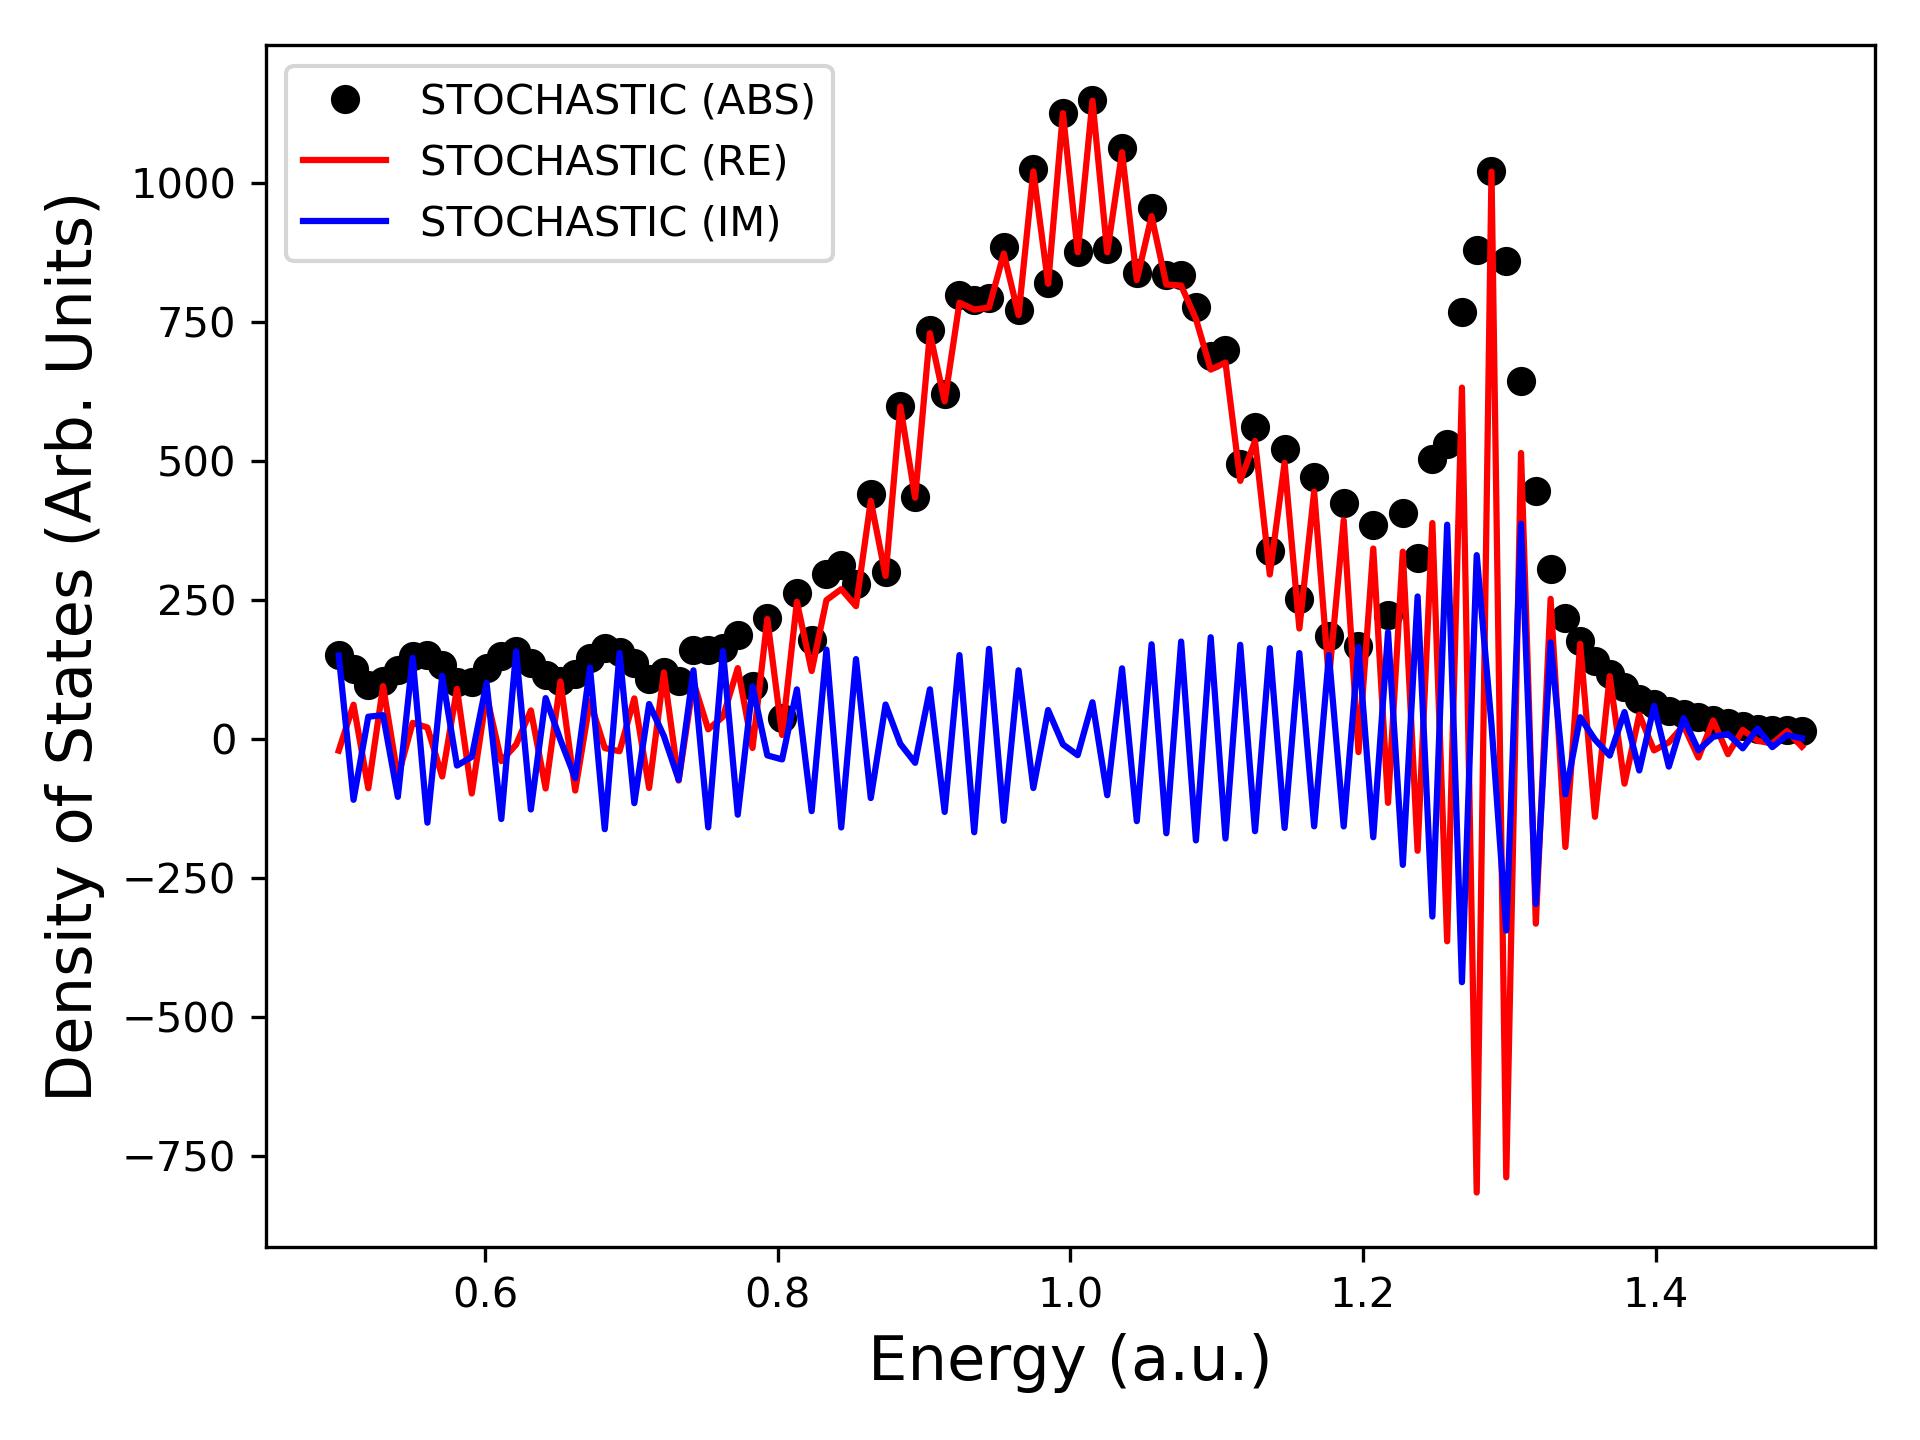 STOCHASTIC (ABS)
STOCHASTIC (RE)
STOCHASTIC (IM)
Density of States (Arb. Units)
1000
750
500
250
0
−250
−500
−750
0.6 0.8 1.0 1.2 1.4
Energy (a.u.)